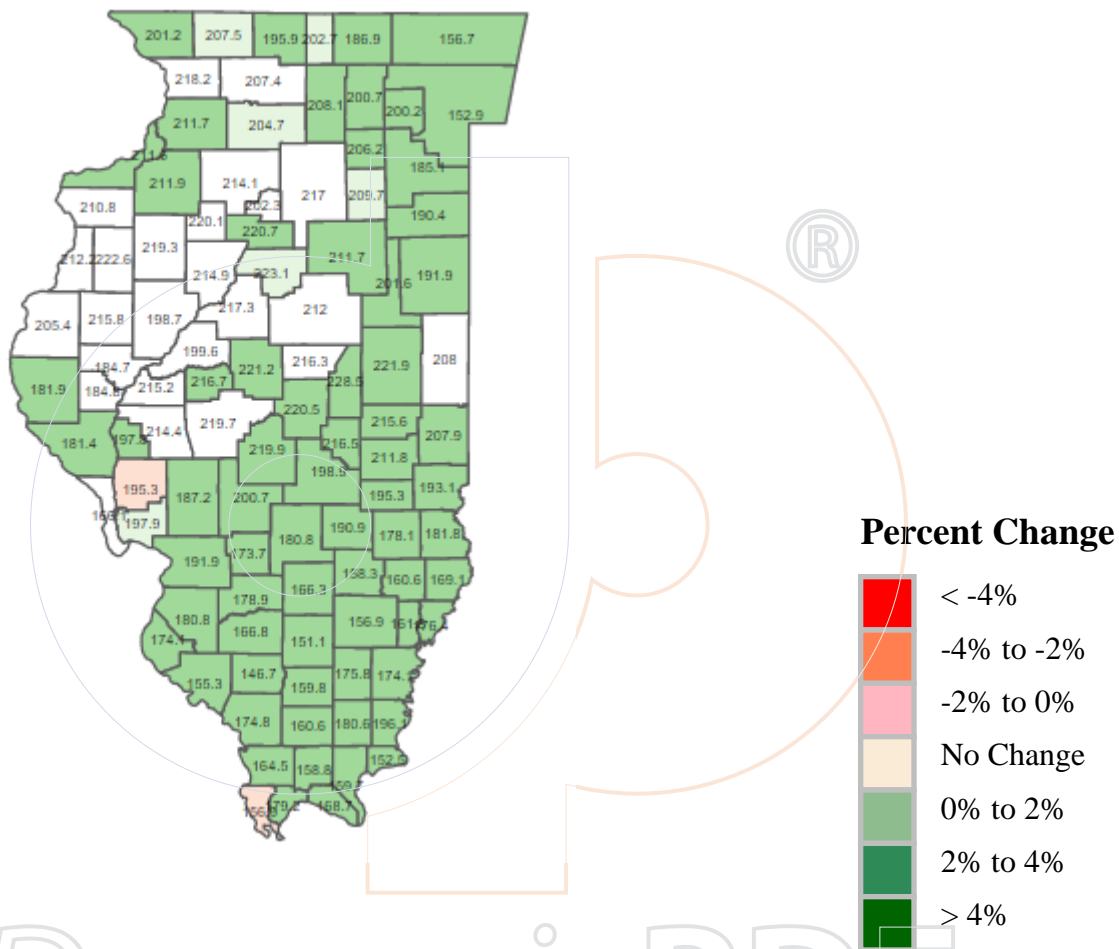 201.2 207.5 195.9 202.7 186.9 156.7
218.2 207.4
208.1 200.7 200.2 152.9
211.7 204.7
206.2
185.1
211.9 214.1 217 209.7
202.3
210.8 220.1 190.4
220.7
219.3 211.7
222.6 214.9 223.1 201.6 191.9
217.3 212
205.4 215.8 198.7
199.6 216.3 208
184.7 221.2 221.9
181.9 215.2 216.7 228.5
220.5
214.4 219.7 215.6
181.4 216.5 207.9
219.9 211.8
198.5
195.3 187.2 200.7 195.3 193.1
197.9 190.9
180.8 178.1 181.8
191.9 173.7
158.3 160.6 169.1
166.3
178.9
180.8 166.8 156.9
174.1 151.1
146.7 175.8
155.3 159.8
174.8 160.6 180.6 196.1
164.5 158.8
Percent Change
< -4%
-4% to -2%
-2% to 0%
No Change
0% to 2%
2% to 4%
> 4%
®